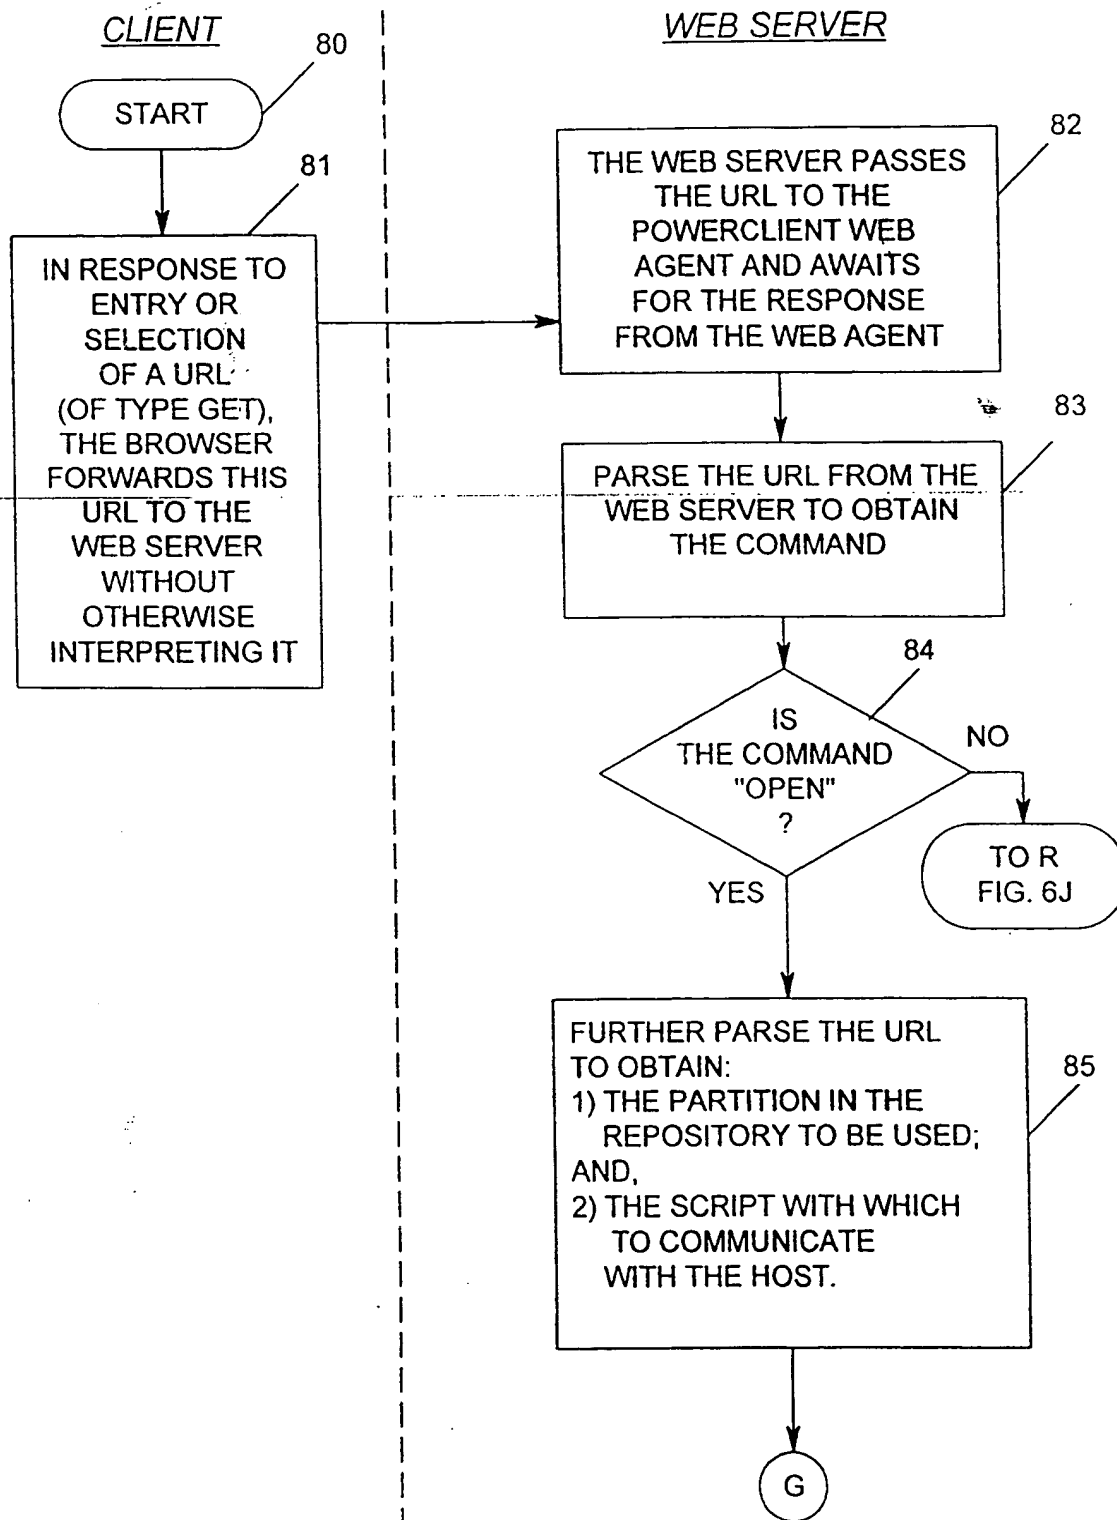 CLIENT
80
START
81
IN RESPONSE TO
ENTRY OR
SELECTION
OF A URL
(OF TYPE GET),
THE BROWSER
FORWARDS THIS
URL TO THE
WEB SERVER
WITHOUT
OTHERWISE
INTERPRETING IT
WEB SERVER
82
THE WEB SERVER PASSES
THE URL TO THE
POWERCLIENT WEB
AGENT AND AWAITS
FOR THE RESPONSE
FROM THE WEB AGENT
83
PARSE THE URL FROM THE
WEB SERVER TO OBTAIN
THE COMMAND
84
IS
THE COMMAND
"OPEN"
?
NO
TO R
FIG. 6J
YES
85
FURTHER PARSE THE URL
TO OBTAIN:
1) THE PARTITION IN THE
REPOSITORY TO BE USED;
AND,
2) THE SCRIPT WITH WHICH
TO COMMUNICATE
WITH THE HOST.
G